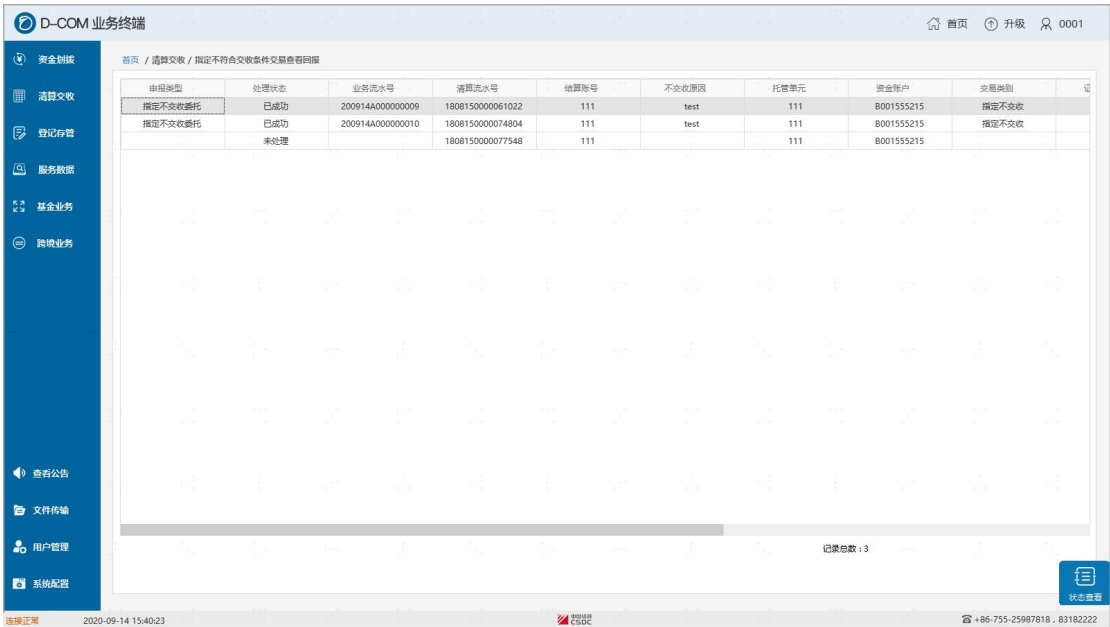 D-COM 业务终端 首页 升级 0001
资金划拨
清算交收
登记存管
服务数据
基金业务
跨境业务
查看公告
文件传输
用户管理
系统配置
首页 / 清算交收 / 指定不符合交收条件交易查看回报
申报类型 处理状态 业务流水号 清算流水号 结算账号 不交收原因 托管单元 资金账户 交易类别
指定不交收委托 已成功 200914A000000009 1808150000061022 111 test 111 B001555215 指定不交收
指定不交收委托 已成功 200914A000000010 1808150000074804 111 test 111 B001555215 指定不交收
未处理 1808150000077548 111 111 B001555215
记录总数：3
状态查看
连接正常 2020-09-14 15:40:23 中国结算 CSDC +86-755-25987818，83182222